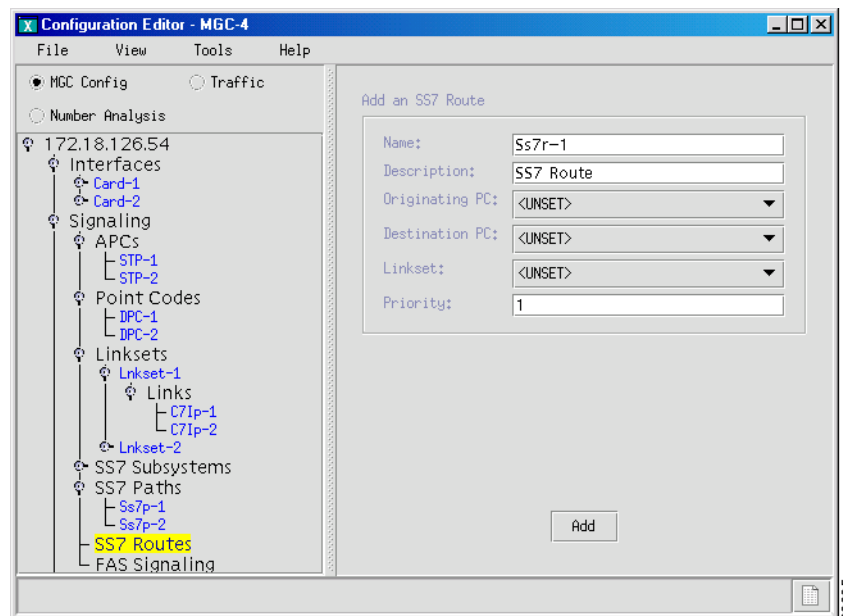 Configuration Editor - MGC-4
File View Tools Help
MGC Config Traffic
Number Analysis
172.18.126.54
Interfaces
Card-1
Card-2
Signaling
APCs
STP-1
STP-2
Point Codes
DPC-1
DPC-2
Linksets
Lnkset-1
Links
C7Ip-1
C7Ip-2
Lnkset-2
SS7 Subsystems
SS7 Paths
Ss7p-1
Ss7p-2
SS7 Routes
FAS Signaling
Add an SS7 Route
Name: Ss7r-1
Description: SS7 Route
Originating PC: <UNSET>
Destination PC: <UNSET>
Linkset: <UNSET>
Priority: 1
Add